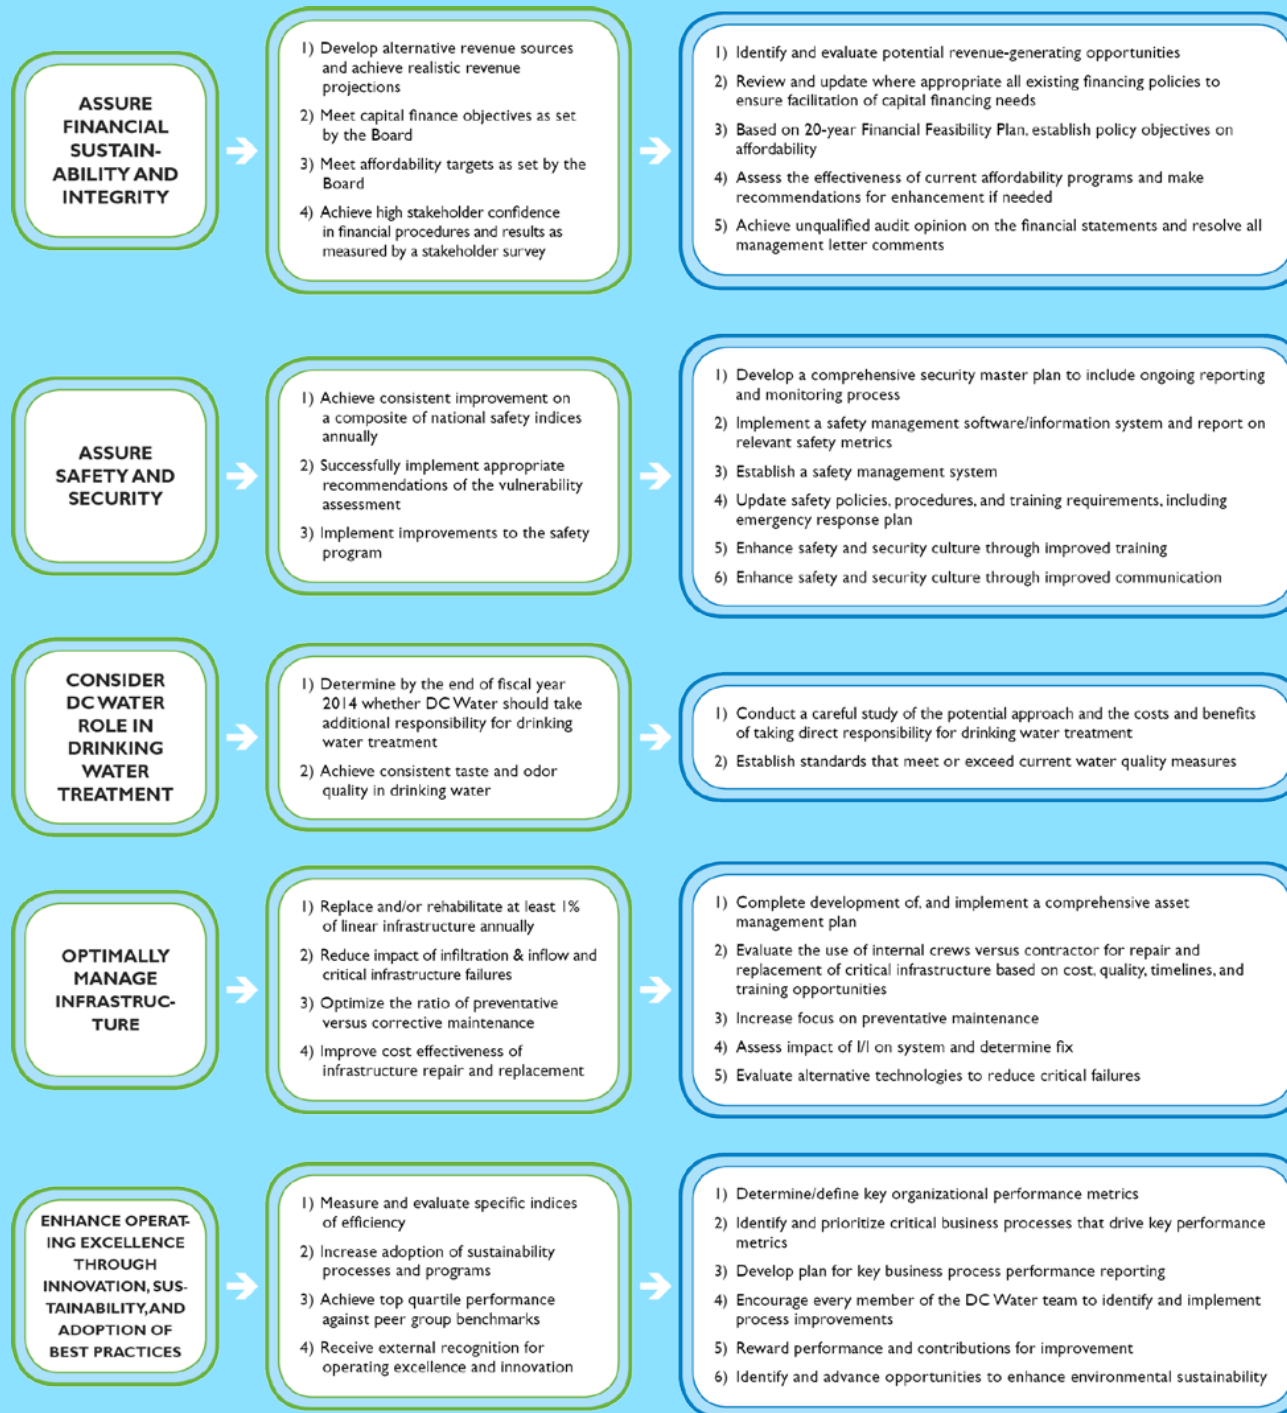 ASSURE
FINANCIAL
SUSTAIN-
ABILITY AND
INTEGRITY
1) Develop alternative revenue sources
and achieve realistic revenue
projections
2) Meet capital finance objectives as set
by the Board
3) Meet affordability targets as set by the
Board
4) Achieve high stakeholder confidence
in financial procedures and results as
measured by a stakeholder survey
1) Identify and evaluate potential revenue-generating opportunities
2) Review and update where appropriate all existing financing policies to
ensure facilitation of capital financing needs
3) Based on 20-year Financial Feasibility Plan, establish policy objectives on
affordability
4) Assess the effectiveness of current affordability programs and make
recommendations for enhancement if needed
5) Achieve unqualified audit opinion on the financial statements and resolve all
management letter comments
ASSURE
SAFETY AND
SECURITY
1) Achieve consistent improvement on
a composite of national safety indices
annually
2) Successfully implement appropriate
recommendations of the vulnerability
assessment
3) Implement improvements to the safety
program
1) Develop a comprehensive security master plan to include ongoing reporting
and monitoring process
2) Implement a safety management software/information system and report on
relevant safety metrics
3) Establish a safety management system
4) Update safety policies, procedures, and training requirements, including
emergency response plan
5) Enhance safety and security culture through improved training
6) Enhance safety and security culture through improved communication
CONSIDER
DC WATER
ROLE IN
DRINKING
WATER
TREATMENT
1) Determine by the end of fiscal year
2014 whether DC Water should take
additional responsibility for drinking
water treatment
2) Achieve consistent taste and odor
quality in drinking water
1) Conduct a careful study of the potential approach and the costs and benefits
of taking direct responsibility for drinking water treatment
2) Establish standards that meet or exceed current water quality measures
OPTIMALLY
MANAGE
INFRASTRUC-
TURE
1) Replace and/or rehabilitate at least 1%
of linear infrastructure annually
2) Reduce impact of infiltration & inflow and
critical infrastructure failures
3) Optimize the ratio of preventative
versus corrective maintenance
4) Improve cost effectiveness of
infrastructure repair and replacement
1) Complete development of, and implement a comprehensive asset
management plan
2) Evaluate the use of internal crews versus contractor for repair and
replacement of critical infrastructure based on cost, quality, timelines, and
training opportunities
3) Increase focus on preventative maintenance
4) Assess impact of I/I on system and determine fix
5) Evaluate alternative technologies to reduce critical failures
ENHANCE OPERAT-
ING EXCELLENCE
THROUGH
INNOVATION, SUS-
TAINABILITY, AND
ADOPTION OF
BEST PRACTICES
1) Measure and evaluate specific indices
of efficiency
2) Increase adoption of sustainability
processes and programs
3) Achieve top quartile performance
against peer group benchmarks
4) Receive external recognition for
operating excellence and innovation
1) Determine/define key organizational performance metrics
2) Identify and prioritize critical business processes that drive key performance
metrics
3) Develop plan for key business process performance reporting
4) Encourage every member of the DC Water team to identify and implement
process improvements
5) Reward performance and contributions for improvement
6) Identify and advance opportunities to enhance environmental sustainability